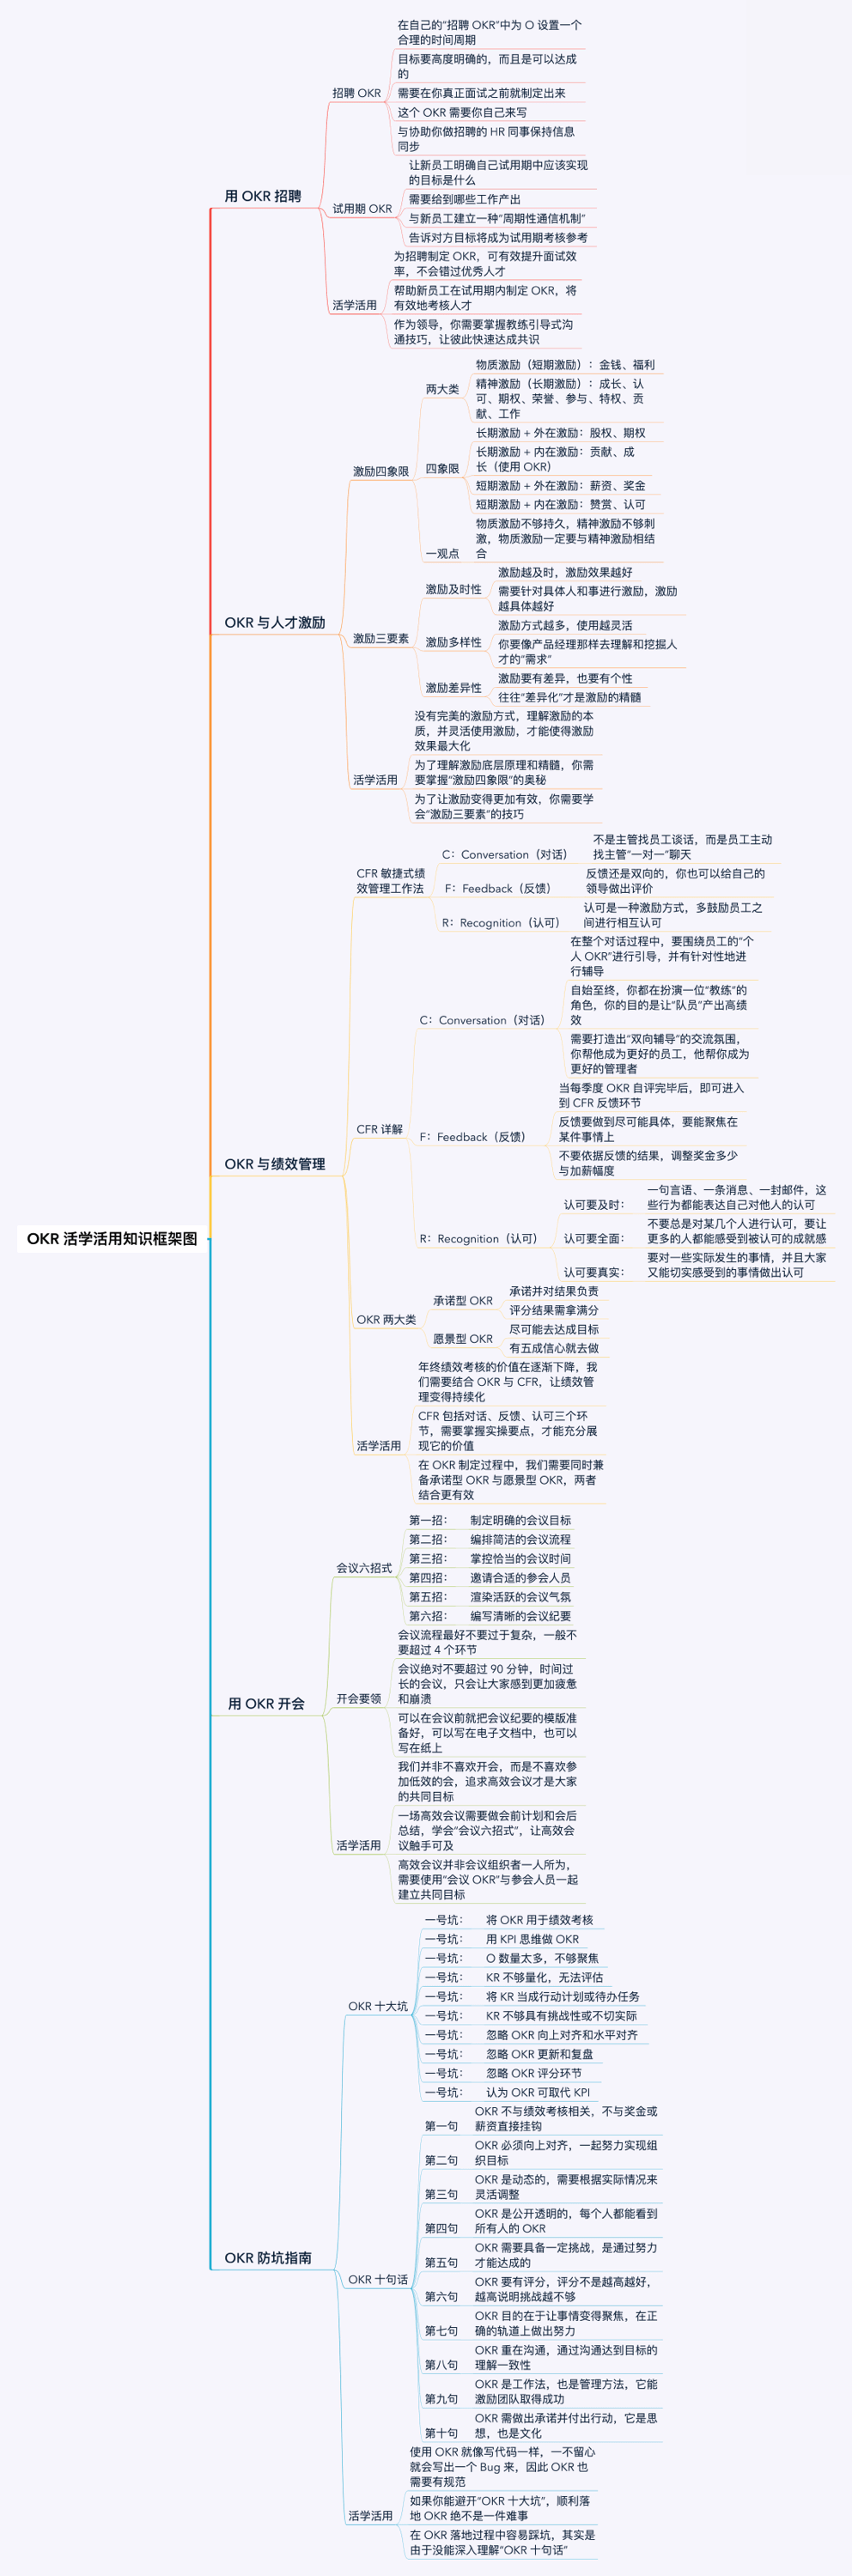 在自己的“招聘 OKR”中为 O 设置一个
合理的时间周期
目标要高度明确的，而且是可以达成
的
招聘 OKR
需要在你真正面试之前就制定出来
这个 OKR 需要你自己来写
与协助你做招聘的 HR 同事保持信息
同步
让新员工明确自己试用期中应该实现
的目标是什么
用 OKR 招聘
需要给到哪些工作产出
试用期 OKR
与新员工建立一种“周期性通信机制”
告诉对方目标将成为试用期考核参考
为招聘制定 OKR，可有效提升面试效
率，不会错过优秀人才
帮助新员工在试用期内制定 OKR，将
有效地考核人才
活学活用
作为领导，你需要掌握教练引导式沟
通技巧，让彼此快速达成共识
物质激励（短期激励）：金钱、福利
两大类
精神激励（长期激励）：成长、认
可、期权、荣誉、参与、特权、贡
献、工作
长期激励 + 外在激励：股权、期权
激励四象限
四象限
长期激励 + 内在激励：贡献、成
长（使用 OKR）
短期激励 + 外在激励：薪资、奖金
短期激励 + 内在激励：赞赏、认可
一观点
物质激励不够持久，精神激励不够刺
激，物质激励一定要与精神激励相结
合
OKR 与人才激励
激励三要素
激励及时性
激励越及时，激励效果越好
需要针对具体人和事进行激励，激励
越具体越好
激励多样性
激励方式越多，使用越灵活
你要像产品经理那样去理解和挖掘人
才的“需求”
激励差异性
激励要有差异，也要有个性
往往“差异化”才是激励的精髓
活学活用
没有完美的激励方式，理解激励的本
质，并灵活使用激励，才能使得激励
效果最大化
为了理解激励底层原理和精髓，你需
要掌握“激励四象限”的奥秘
为了让激励变得更加有效，你需要学
会“激励三要素”的技巧
CFR 敏捷式绩
效管理工作法
C：Conversation（对话）
不是主管找员工谈话，而是员工主动
找主管“一对一”聊天
F：Feedback（反馈）
反馈还是双向的，你也可以给自己的
领导做出评价
R：Recognition（认可）
认可是一种激励方式，多鼓励员工之
间进行相互认可
OKR 与绩效管理
CFR 详解
C：Conversation（对话）
在整个对话过程中，要围绕员工的“个
人 OKR”进行引导，并有针对性地进
行辅导
自始至终，你都在扮演一位“教练”的
角色，你的目的是让“队员”产出高绩
效
需要打造出“双向辅导”的交流氛围，
你帮他成为更好的员工，他帮你成为
更好的管理者
F：Feedback（反馈）
当每季度 OKR 自评完毕后，即可进入
到 CFR 反馈环节
反馈要做到尽可能具体，要能聚焦在
某件事情上
不要依据反馈的结果，调整奖金多少
与加薪幅度
R：Recognition（认可）
认可要及时：
一句言语、一条消息、一封邮件，这
些行为都能表达自己对他人的认可
认可要全面：
不要总是对某几个人进行认可，要让
更多的人都能感受到被认可的成就感
认可要真实：
要对一些实际发生的事情，并且大家
又能切实感受到的事情做出认可
OKR 活学活用知识框架图
OKR 两大类
承诺型 OKR
承诺并对结果负责
评分结果需拿满分
愿景型 OKR
尽可能去达成目标
有五成信心就去做
活学活用
年终绩效考核的价值在逐渐下降，我
们需要结合 OKR 与 CFR，让绩效管
理变得持续化
CFR 包括对话、反馈、认可三个环
节，需要掌握实操要点，才能充分展
现它的价值
在 OKR 制定过程中，我们需要同时兼
备承诺型 OKR 与愿景型 OKR，两者
结合更有效
用 OKR 开会
会议六招式
第一招： 制定明确的会议目标
第二招： 编排简洁的会议流程
第三招： 掌控恰当的会议时间
第四招： 邀请合适的参会人员
第五招： 渲染活跃的会议气氛
第六招： 编写清晰的会议纪要
开会要领
会议流程最好不要过于复杂，一般不
要超过 4 个环节
会议绝对不要超过 90 分钟，时间过
长的会议，只会让大家感到更加疲惫
和崩溃
可以在会议前就把会议纪要的模版准
备好，可以写在电子文档中，也可以
写在纸上
活学活用
我们并非不喜欢开会，而是不喜欢参
加低效的会，追求高效会议才是大家
的共同目标
一场高效会议需要做会前计划和会后
总结，学会“会议六招式”，让高效会
议触手可及
高效会议并非会议组织者一人所为，
需要使用“会议 OKR”与参会人员一起
建立共同目标
OKR 防坑指南
OKR 十大坑
一号坑： 将 OKR 用于绩效考核
一号坑： 用 KPI 思维做 OKR
一号坑： O 数量太多，不够聚焦
一号坑： KR 不够量化，无法评估
一号坑： 将 KR 当成行动计划或待办任务
一号坑： KR 不够具有挑战性或不切实际
一号坑： 忽略 OKR 向上对齐和水平对齐
一号坑： 忽略 OKR 更新和复盘
一号坑： 忽略 OKR 评分环节
一号坑： 认为 OKR 可取代 KPI
OKR 十句话
第一句
OKR 不与绩效考核相关，不与奖金或
薪资直接挂钩
第二句
OKR 必须向上对齐，一起努力实现组
织目标
第三句
OKR 是动态的，需要根据实际情况来
灵活调整
第四句
OKR 是公开透明的，每个人都能看到
所有人的 OKR
第五句
OKR 需要具备一定挑战，是通过努力
才能达成的
第六句
OKR 要有评分，评分不是越高越好，
越高说明挑战越不够
第七句
OKR 目的在于让事情变得聚焦，在正
确的轨道上做出努力
第八句
OKR 重在沟通，通过沟通达到目标的
理解一致性
第九句
OKR 是工作法，也是管理方法，它能
激励团队取得成功
第十句
OKR 需做出承诺并付出行动，它是思
想，也是文化
活学活用
使用 OKR 就像写代码一样，一不留心
就会写出一个 Bug 来，因此 OKR 也
需要有规范
如果你能避开“OKR 十大坑”，顺利落
地 OKR 绝不是一件难事
在 OKR 落地过程中容易踩坑，其实是
由于没能深入理解“OKR 十句话”